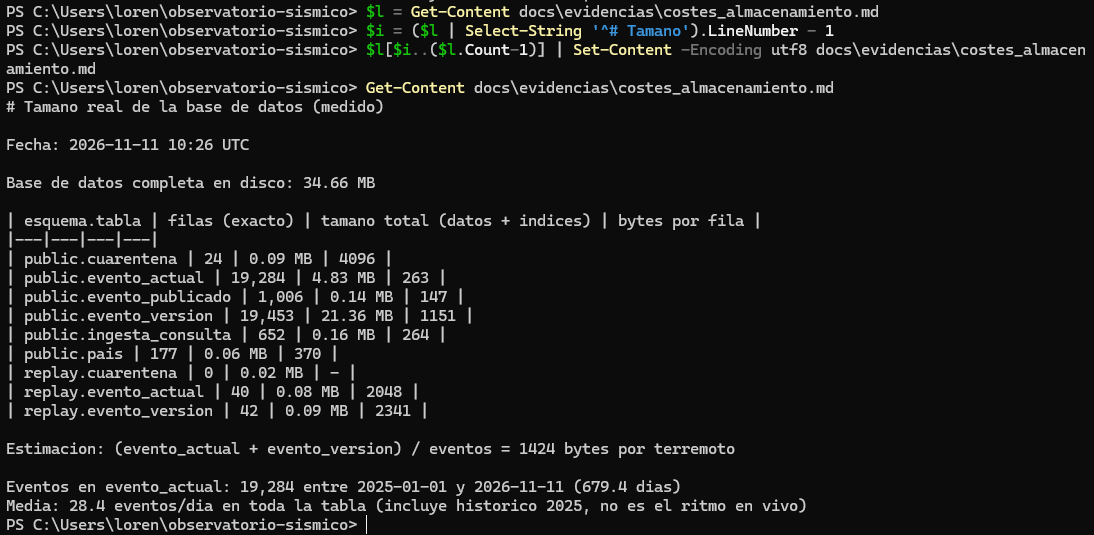 PS C:\Users\loren\observatorio-sismico> $l = Get-Content docs\evidencias\costes_almacenamiento.md
PS C:\Users\loren\observatorio-sismico> $i = ($l | Select-String '^# Tamano').LineNumber - 1
PS C:\Users\loren\observatorio-sismico> $l[$i..($l.Count-1)] | Set-Content -Encoding utf8 docs\evidencias\costes_almacen
amiento.md
PS C:\Users\loren\observatorio-sismico> Get-Content docs\evidencias\costes_almacenamiento.md
# Tamano real de la base de datos (medido)
Fecha: 2026-11-11 10:26 UTC
Base de datos completa en disco: 34.66 MB
| esquema.tabla | filas (exacto) | tamano total (datos + indices) | bytes por fila |
|---|---|---|---|
| public.cuarentena | 24 | 0.09 MB | 4096 |
| public.evento_actual | 19,284 | 4.83 MB | 263 |
| public.evento_publicado | 1,006 | 0.14 MB | 147 |
| public.evento_version | 19,453 | 21.36 MB | 1151 |
| public.ingesta_consulta | 652 | 0.16 MB | 264 |
| public.pais | 177 | 0.06 MB | 370 |
| replay.cuarentena | 0 | 0.02 MB | - |
| replay.evento_actual | 40 | 0.08 MB | 2048 |
| replay.evento_version | 42 | 0.09 MB | 2341 |
Estimacion: (evento_actual + evento_version) / eventos = 1424 bytes por terremoto
Eventos en evento_actual: 19,284 entre 2025-01-01 y 2026-11-11 (679.4 dias)
Media: 28.4 eventos/dia en toda la tabla (incluye historico 2025, no es el ritmo en vivo)
PS C:\Users\loren\observatorio-sismico>